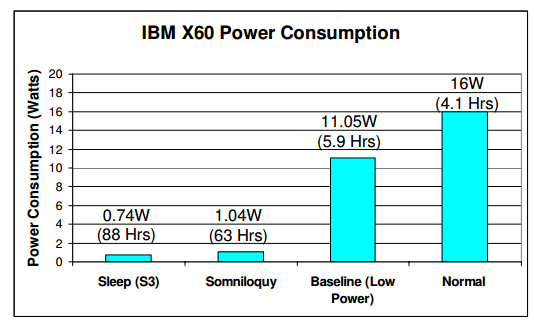 IBM X60 Power Consumption
Power Consumption (Watts)
20
18
16
14
12
10
8
6
4
2
0
0.74W
(88 Hrs)
1.04W
(63 Hrs)
11.05W
(5.9 Hrs)
16W
(4.1 Hrs)
Sleep (S3)
Somniloquy
Baseline (Low
Power)
Normal